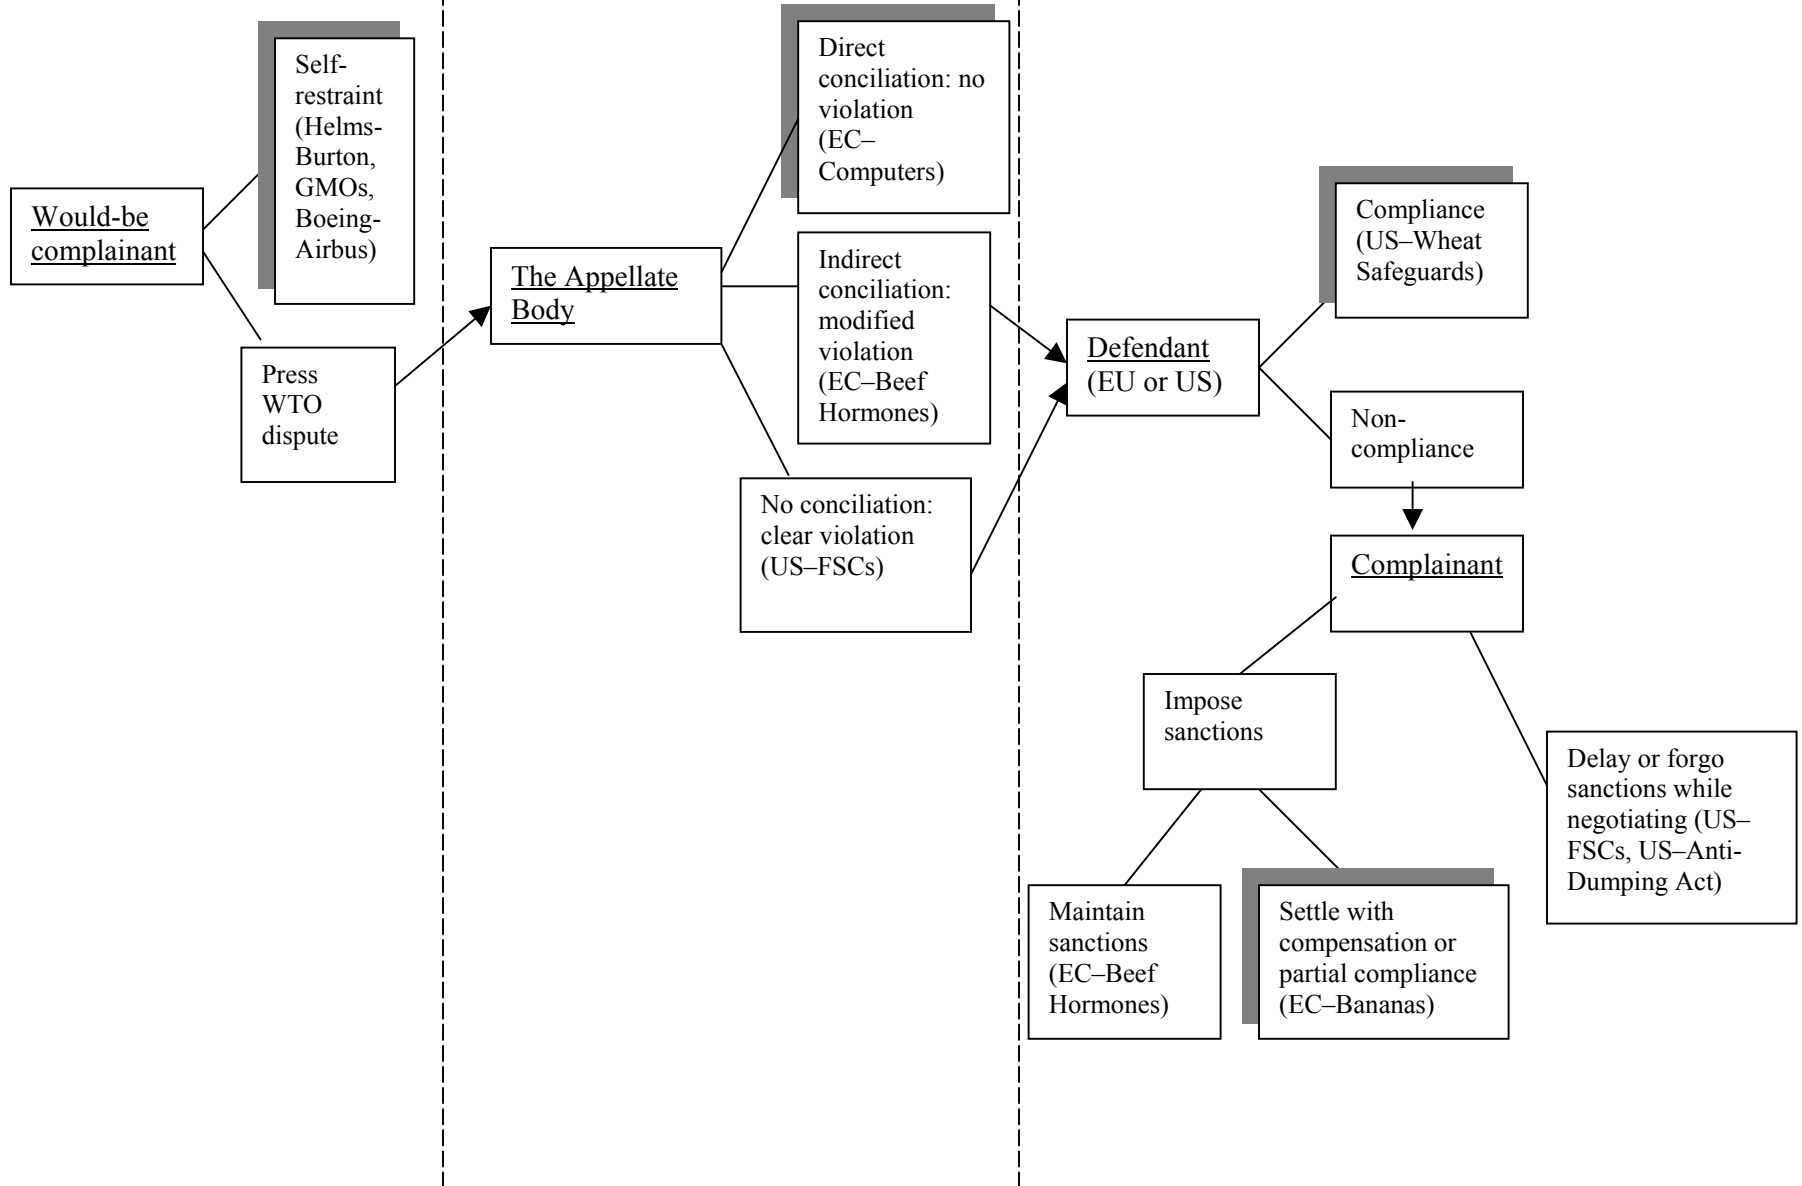 Would-be
complainant
Self-
restraint
(Helms-
Burton,
GMOs,
Boeing-
Airbus)
Press
WTO
dispute
The Appellate
Body
Direct
conciliation: no
violation
(EC–
Computers)
Indirect
conciliation:
modified
violation
(EC–Beef
Hormones)
No conciliation:
clear violation
(US–FSCs)
Defendant
(EU or US)
Compliance
(US–Wheat
Safeguards)
Non-
compliance
Complainant
Impose
sanctions
Delay or forgo
sanctions while
negotiating (US–
FSCs, US–Anti-
Dumping Act)
Maintain
sanctions
(EC–Beef
Hormones)
Settle with
compensation or
partial compliance
(EC–Bananas)